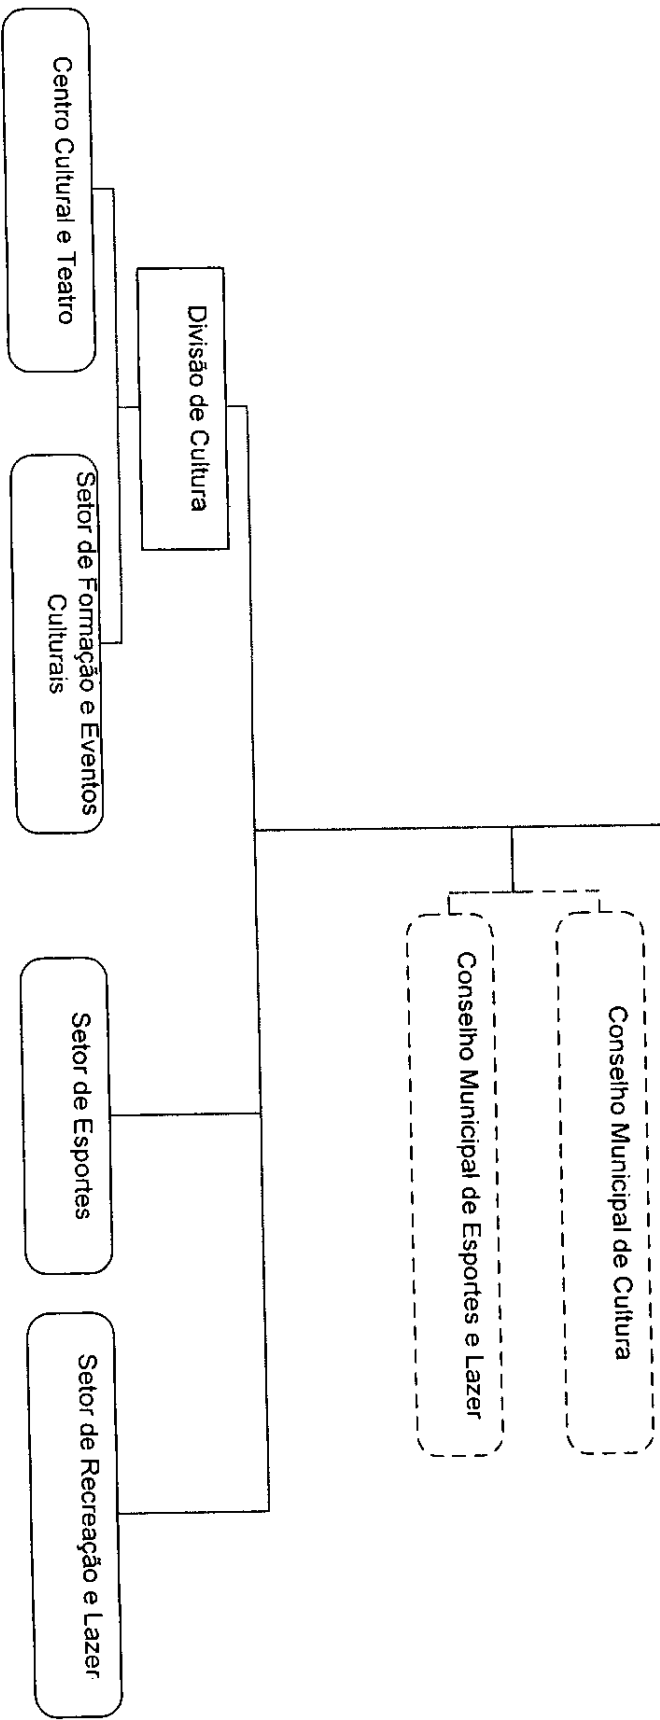 Conselho Municipal de Cultura
Conselho Municipal de Esportes e Lazer
Divisão de Cultura
Centro Cultural e Teatro
Setor de Formação e Eventos
Culturais
Setor de Esportes
Setor de Recreação e Lazer